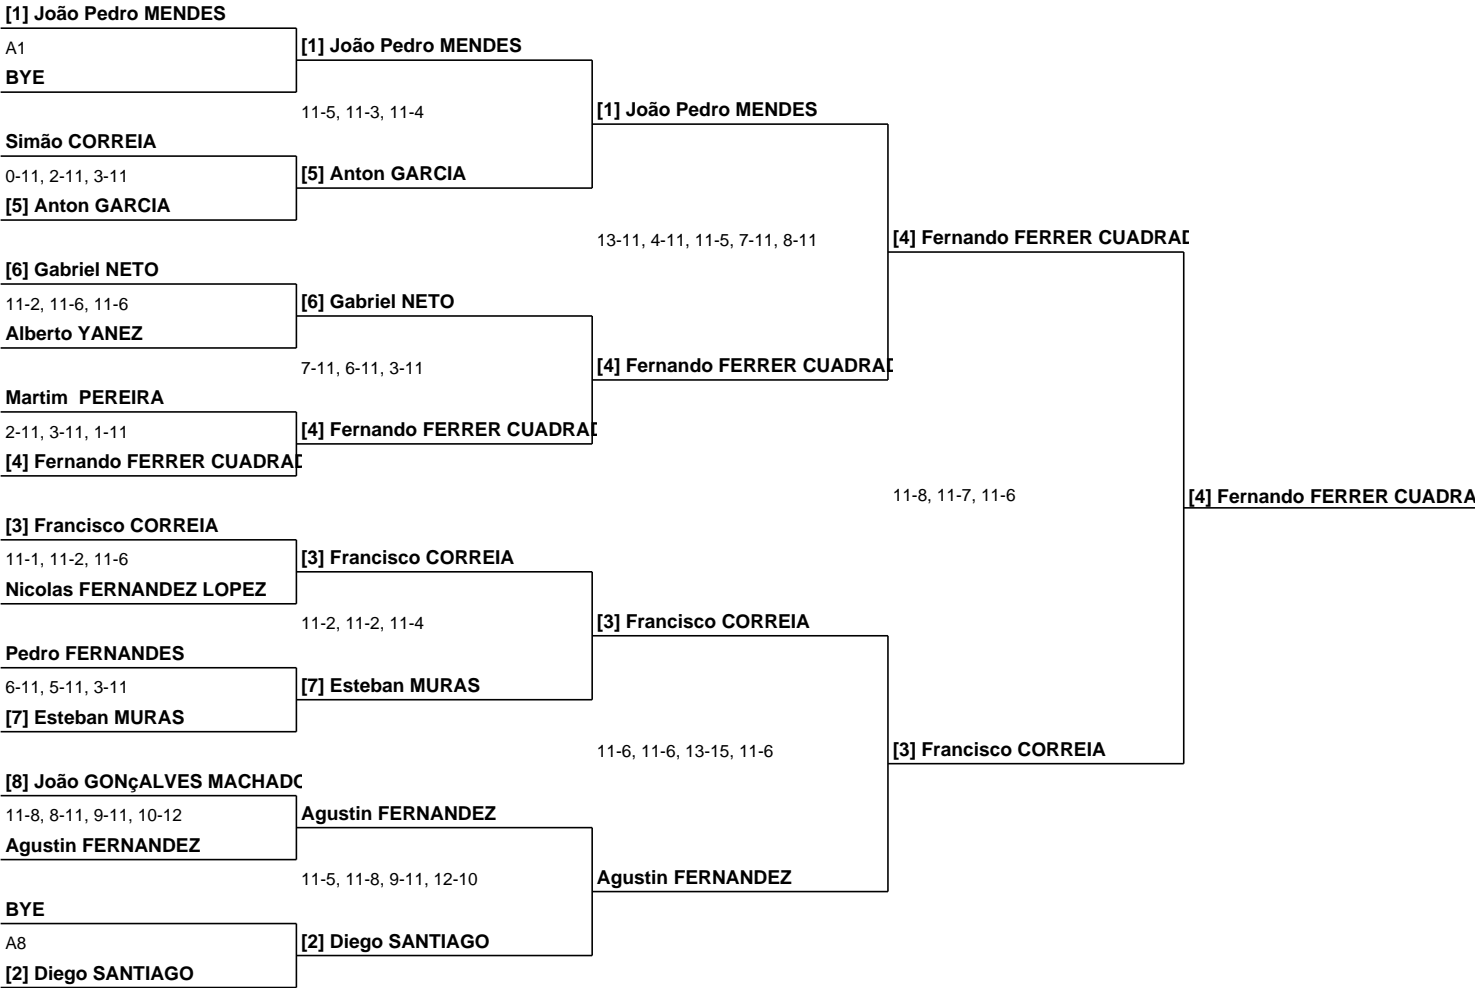 [1] João Pedro MENDES
A1
BYE
Simão CORREIA
0-11, 2-11, 3-11
[5] Anton GARCIA
[6] Gabriel NETO
11-2, 11-6, 11-6
Alberto YANEZ
Martim  PEREIRA
2-11, 3-11, 1-11
[4] Fernando FERRER CUADRAD
[3] Francisco CORREIA
11-1, 11-2, 11-6
Nicolas FERNANDEZ LOPEZ
Pedro FERNANDES
6-11, 5-11, 3-11
[7] Esteban MURAS
[8] João GONçALVES MACHADO
11-8, 8-11, 9-11, 10-12
Agustin FERNANDEZ
BYE
A8
[2] Diego SANTIAGO
[1] João Pedro MENDES
11-5, 11-3, 11-4
[5] Anton GARCIA
[6] Gabriel NETO
7-11, 6-11, 3-11
[4] Fernando FERRER CUADRAD
[3] Francisco CORREIA
11-2, 11-2, 11-4
[7] Esteban MURAS
Agustin FERNANDEZ
11-5, 11-8, 9-11, 12-10
[2] Diego SANTIAGO
[1] João Pedro MENDES
13-11, 4-11, 11-5, 7-11, 8-11
[4] Fernando FERRER CUADRAD
[3] Francisco CORREIA
11-6, 11-6, 13-15, 11-6
Agustin FERNANDEZ
[4] Fernando FERRER CUADRAD
11-8, 11-7, 11-6
[3] Francisco CORREIA
[4] Fernando FERRER CUADRA